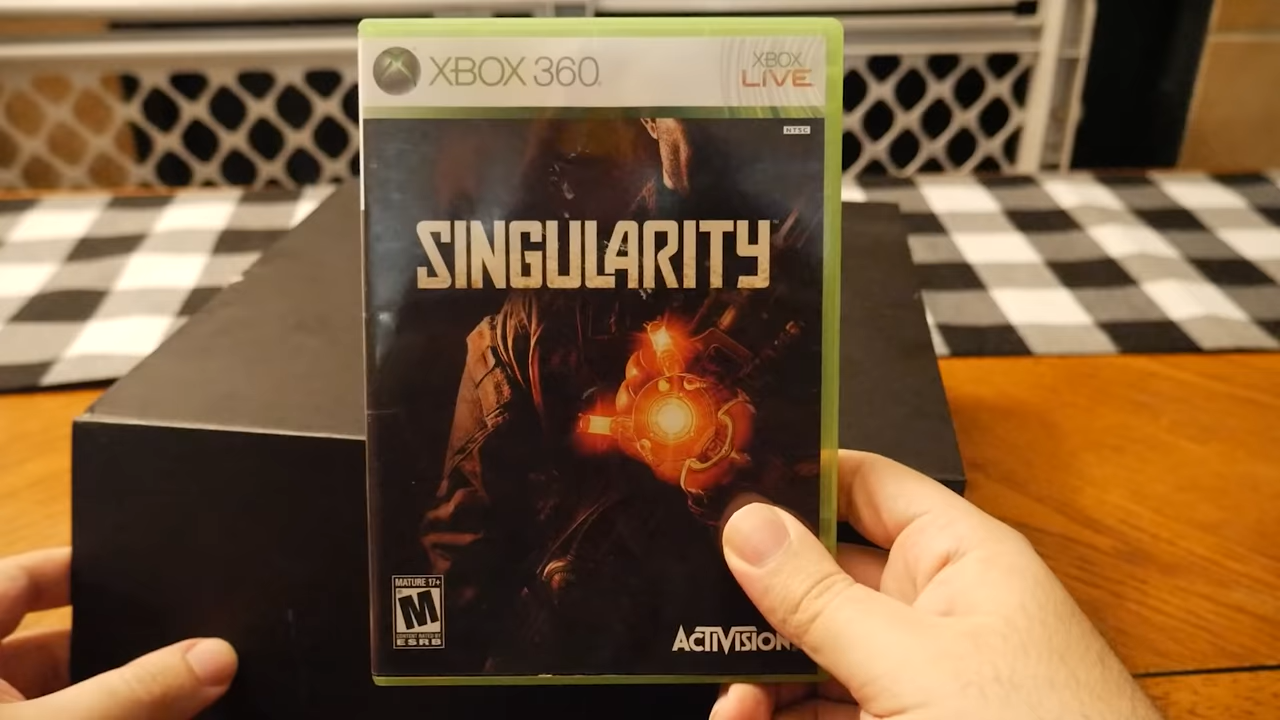 XBOX 360
XBOX
LIVE
NTSC
SINGULARITY
MATURE 17+
M
CONTENT RATED BY
ESRB
ACTIVISION